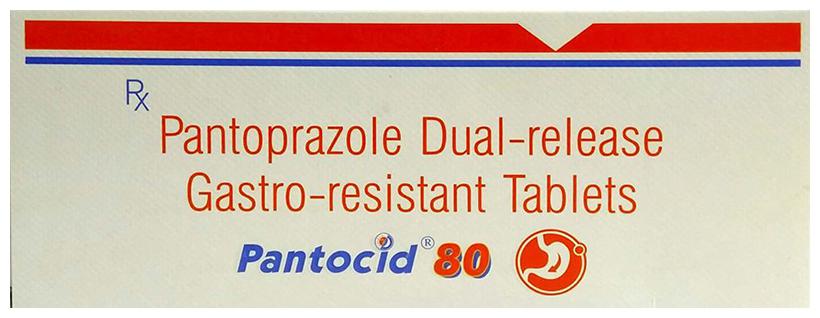 Rx
Pantoprazole Dual-release
Gastro-resistant Tablets
Pantocid® 80